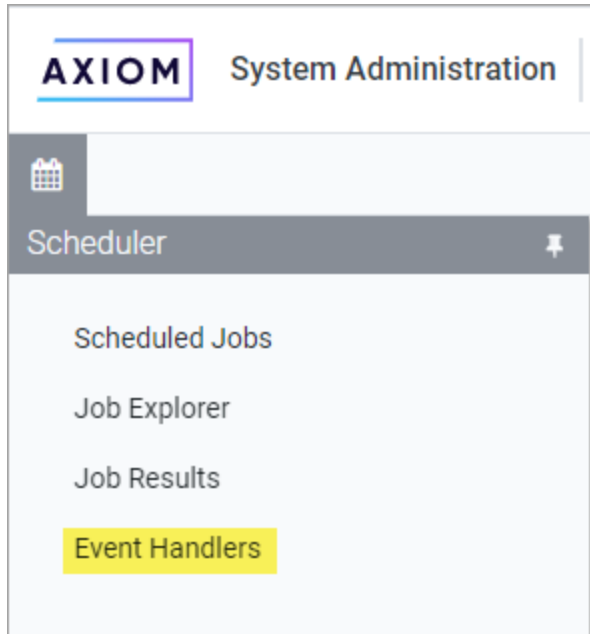 AXIOM System Administration
Scheduler
Scheduled Jobs
Job Explorer
Job Results
Event Handlers